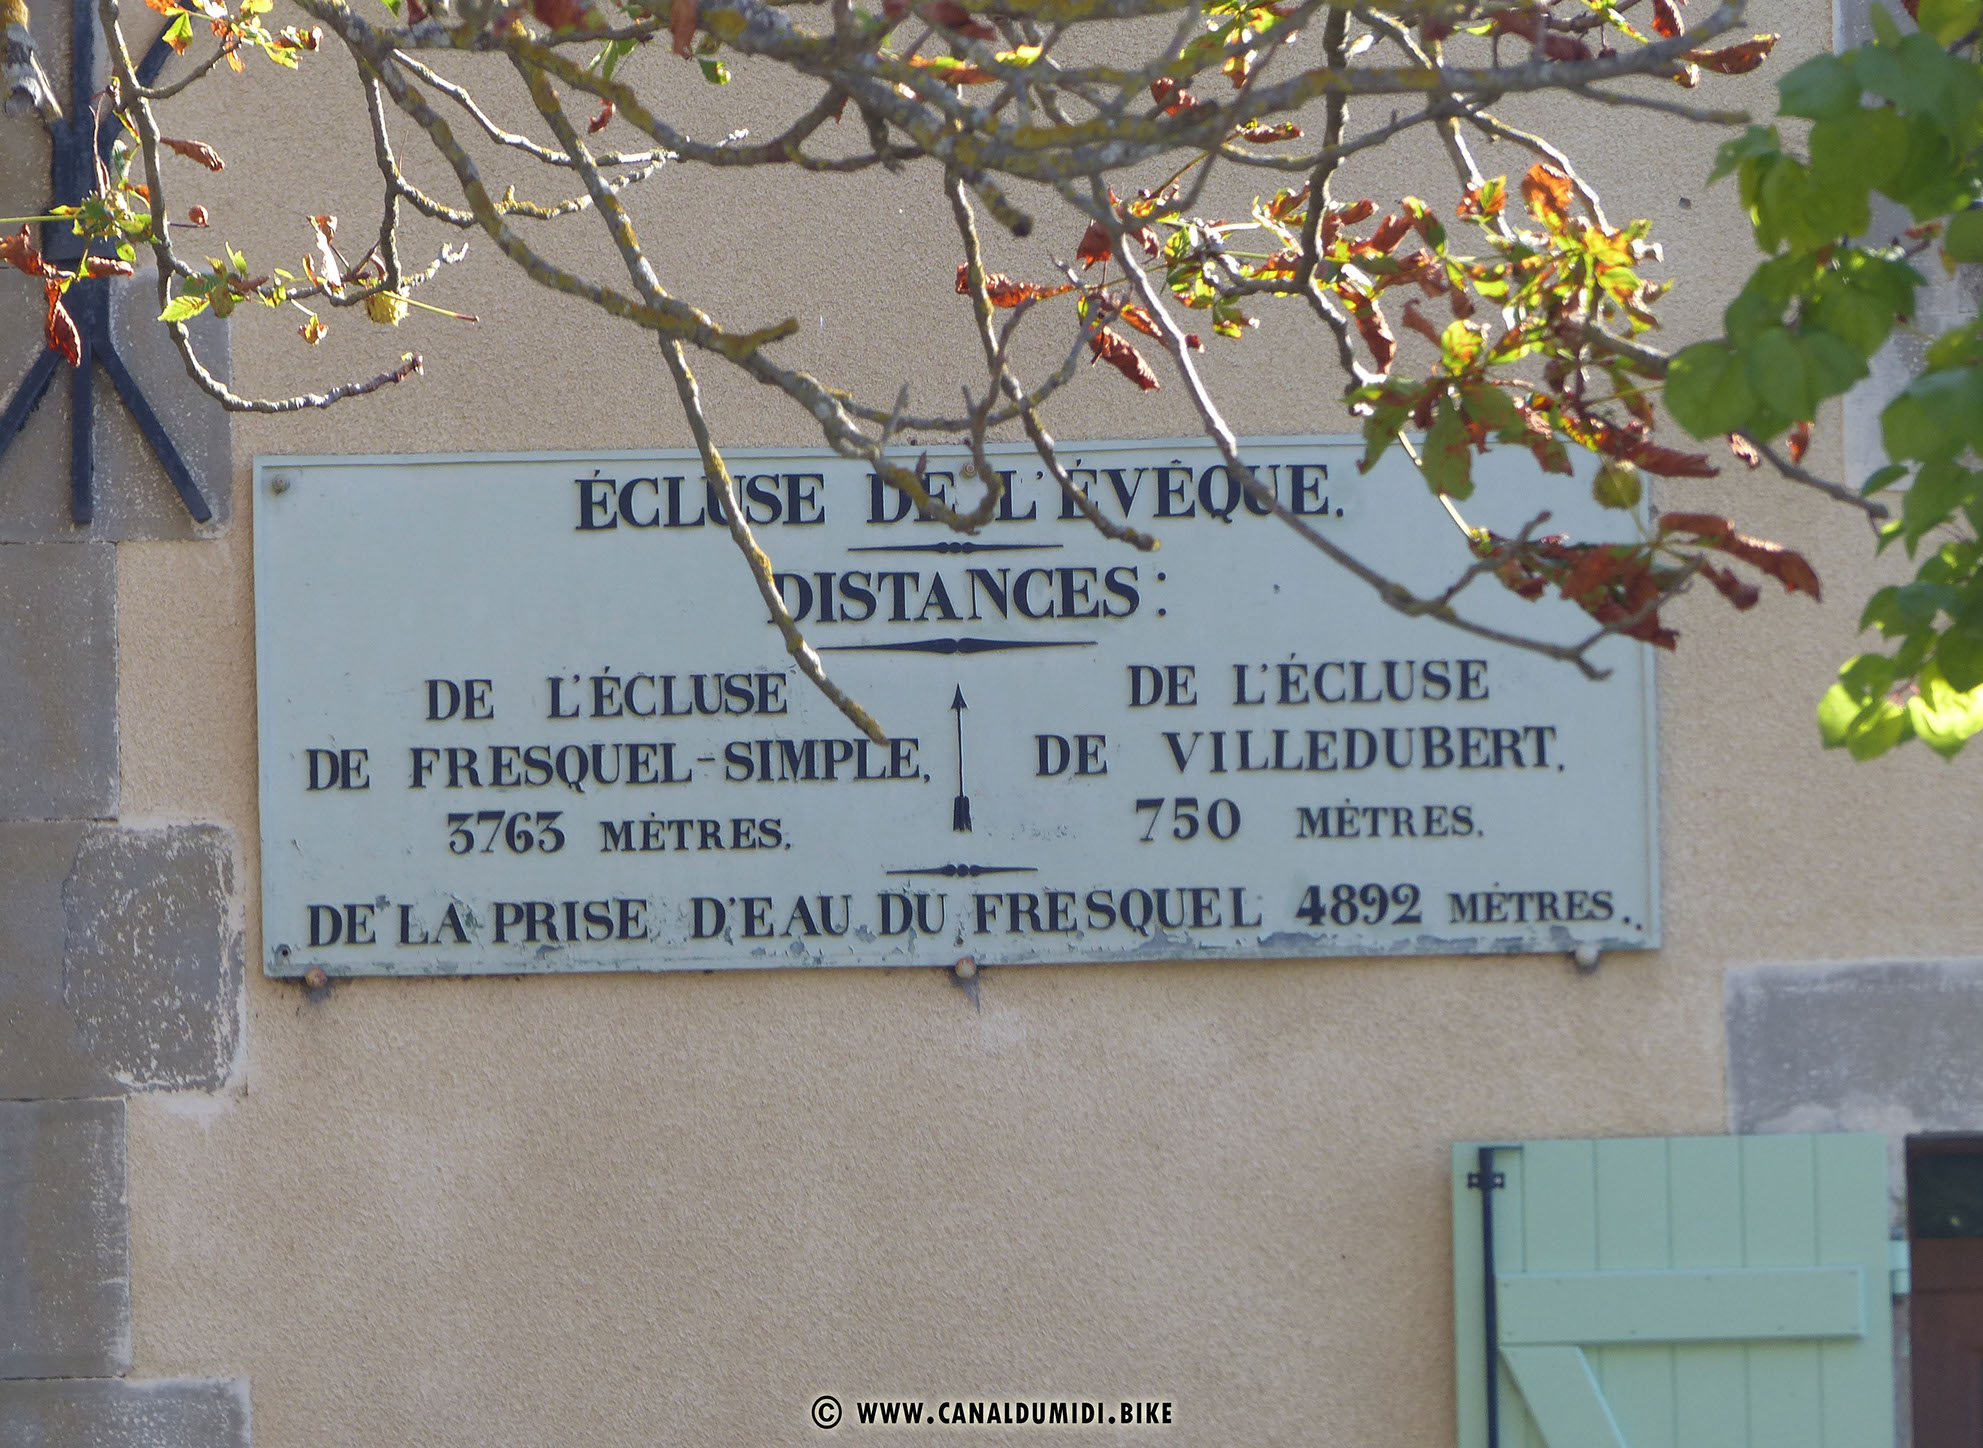 ÉCLUSE DE L'ÉVÊQUE.
DISTANCES:
DE L'ÉCLUSE
DE FRESQUEL-SIMPLE,
3763 MÈTRES.
DE L'ÉCLUSE
DE VILLEDUBERT.
750 MÈTRES.
DE LA PRISE D'EAU DU FRESQUEL 4892 MÈTRES.
© WWW.CANALDUMIDI.BIKE